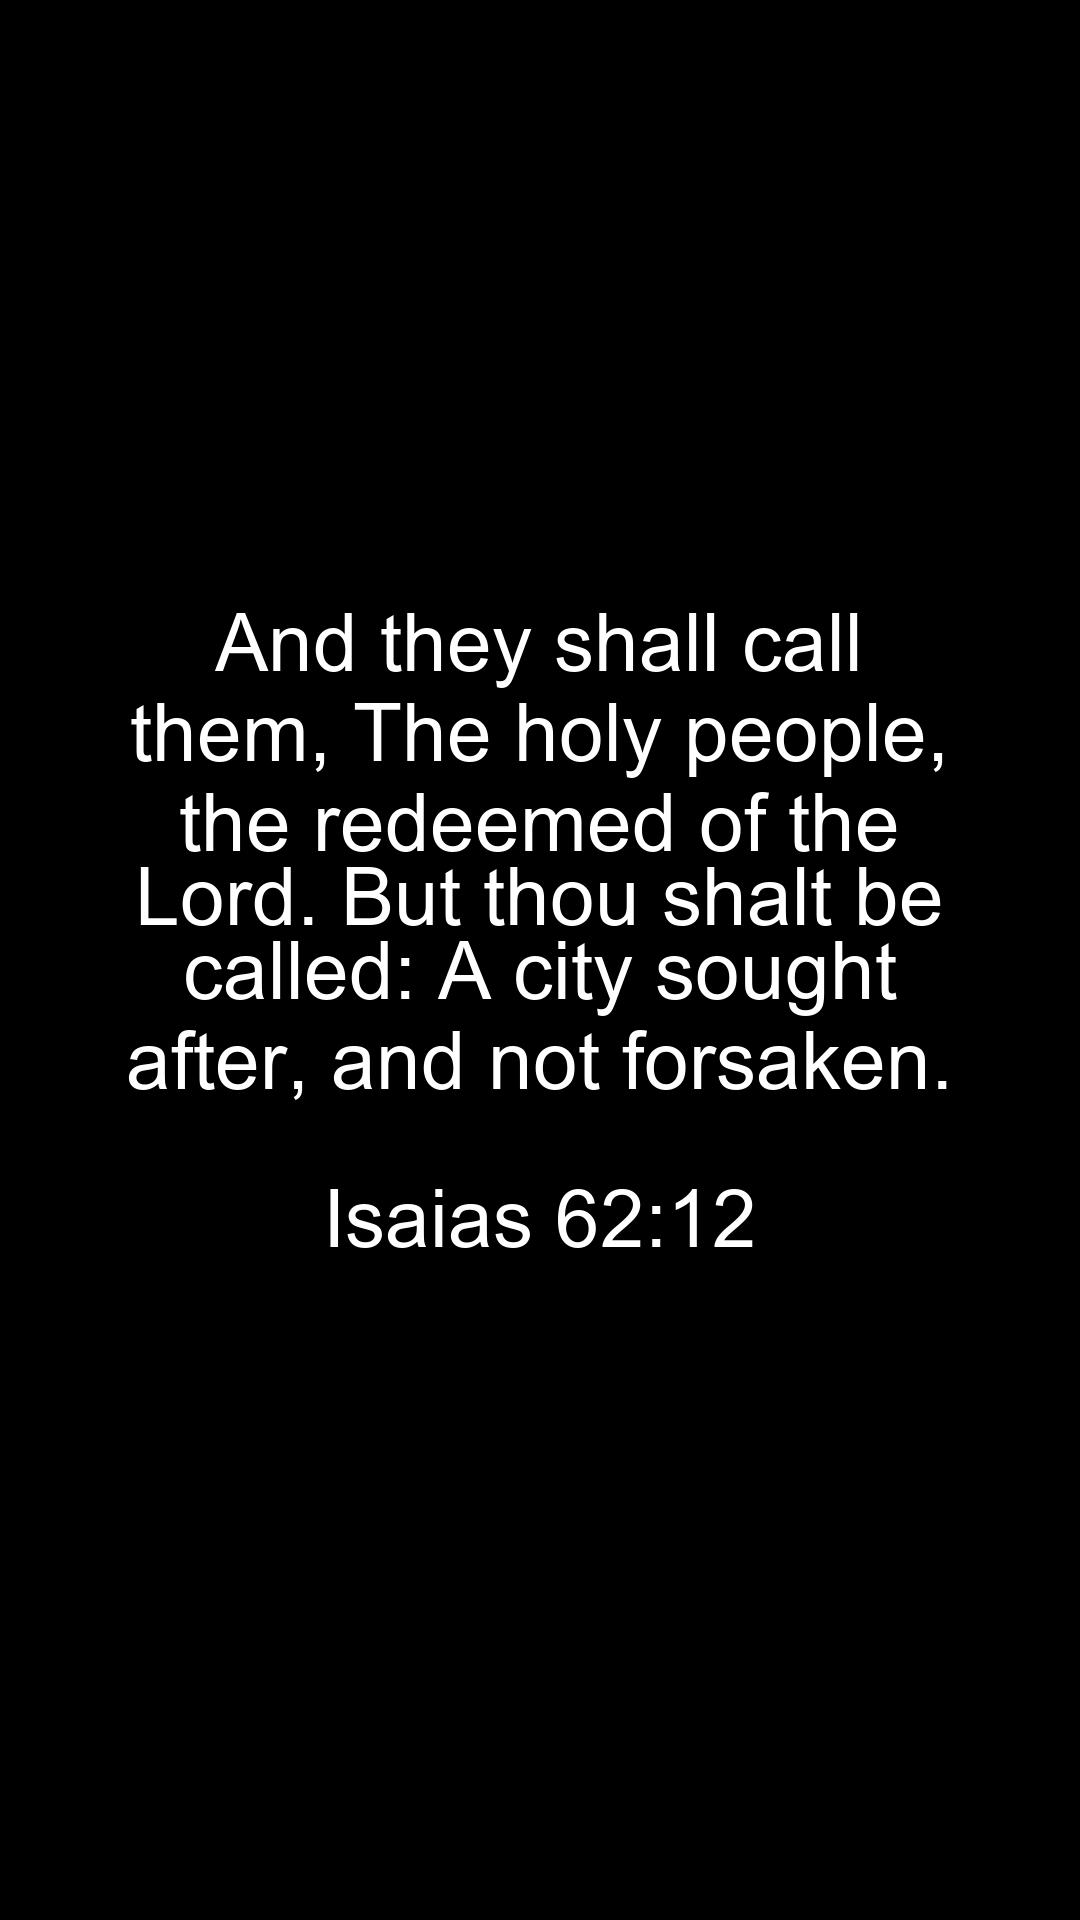 And they shall call
them, The holy people,
the redeemed of the
Lord. But thou shalt be
called: A city sought
after, and not forsaken.
Isaias 62:12